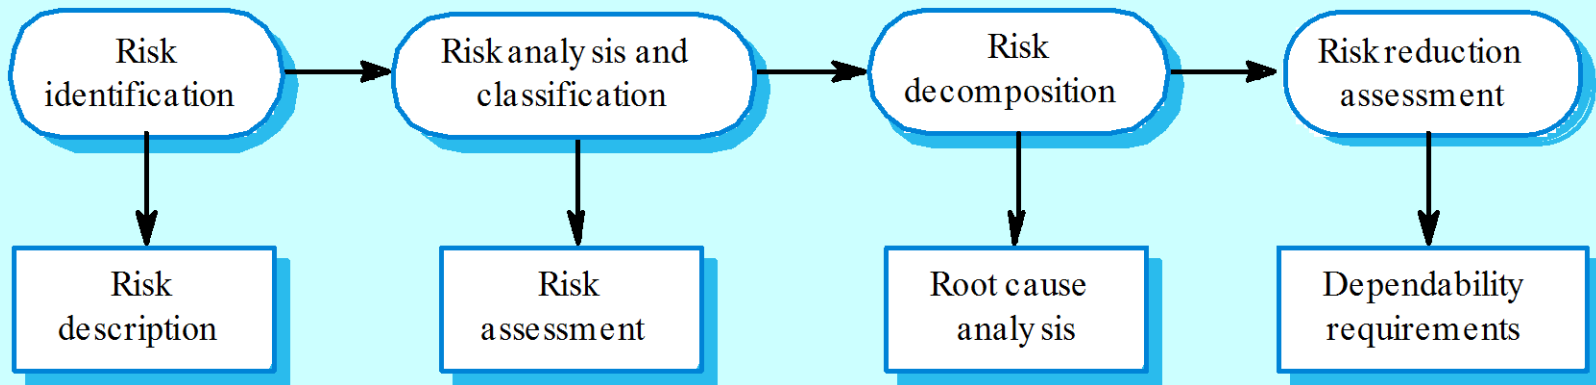 Risk
identification
Risk analysis and
classification
Risk
decomposition
Risk reduction
assessment
Risk
description
Risk
assessment
Root cause
analysis
Dependability
requirements